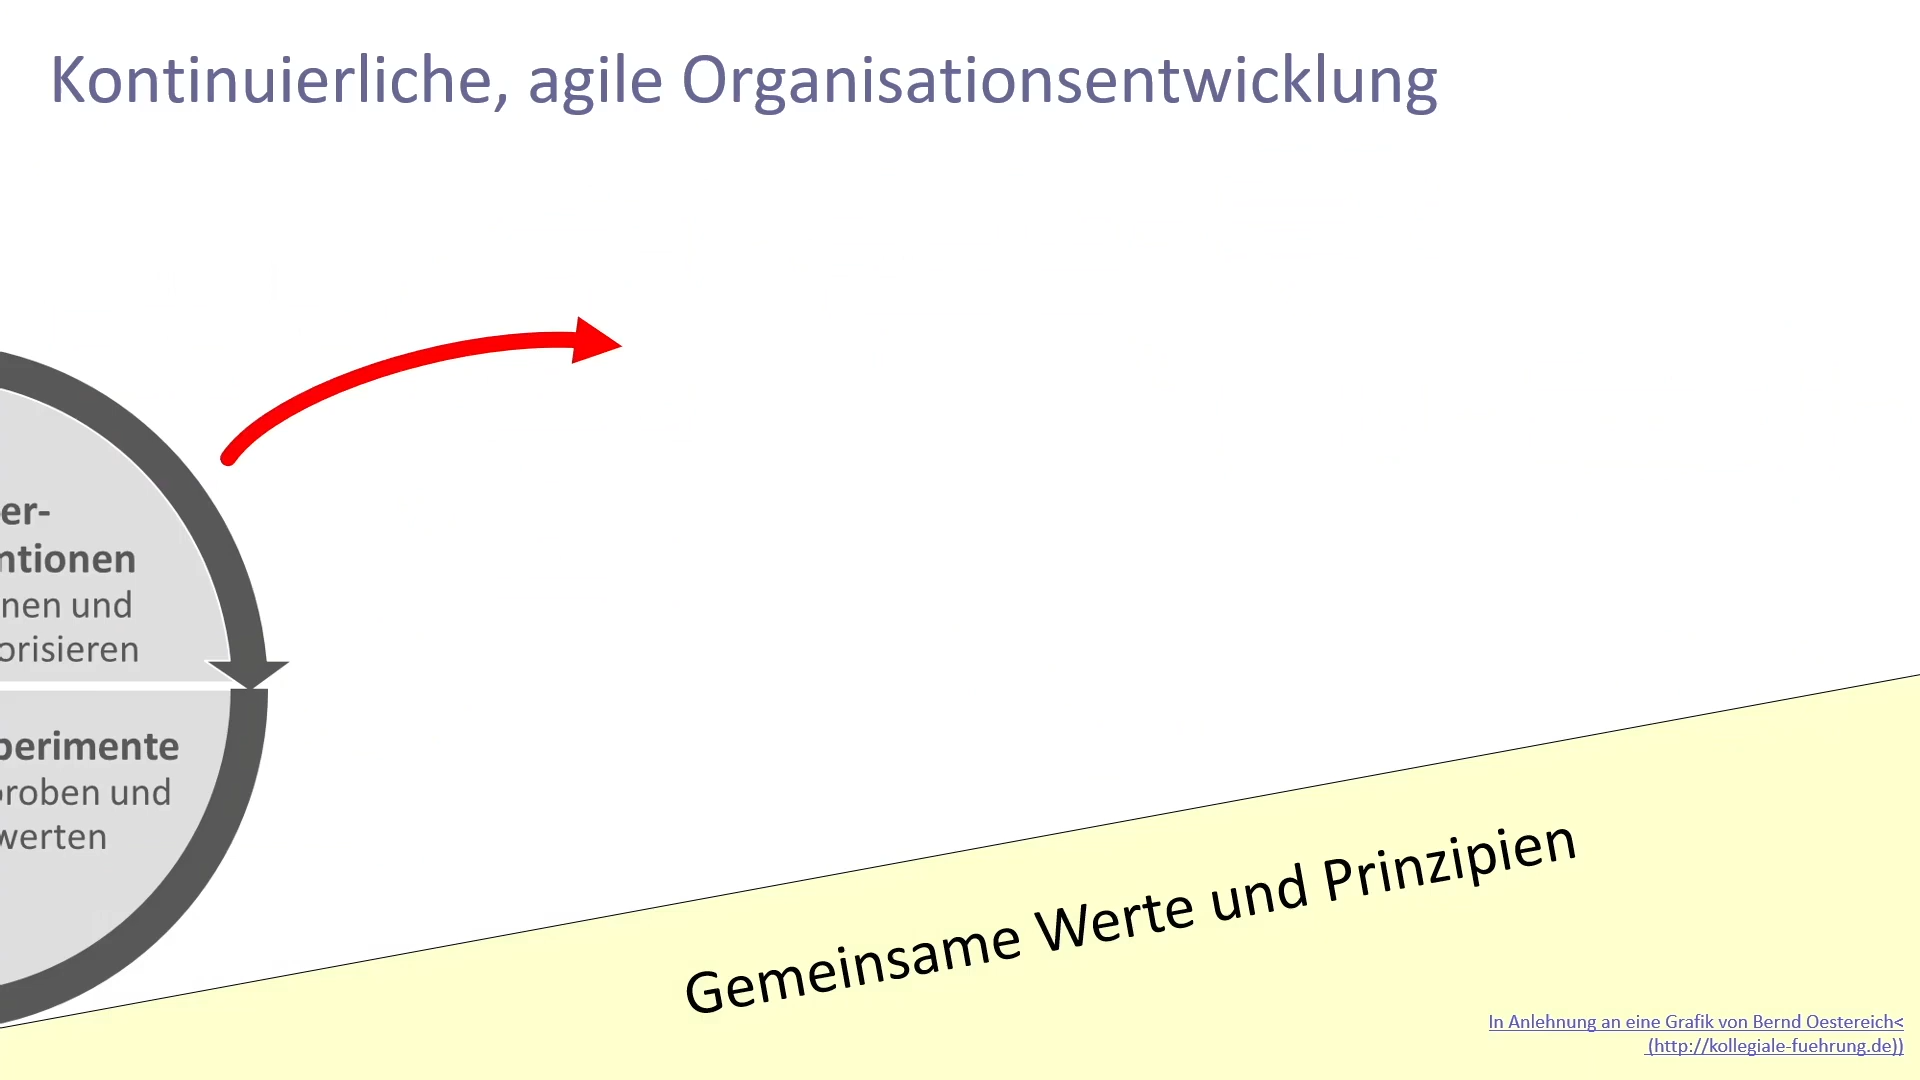 Kontinuierliche, agile Organisationsentwicklung
er-
ntionen
nen und
orisieren
perimente
roben und
werten
Gemeinsame Werte und Prinzipien
In Anlehnung an eine Grafik von Bernd Oestereich<
(http://kollegiale-fuehrung.de))